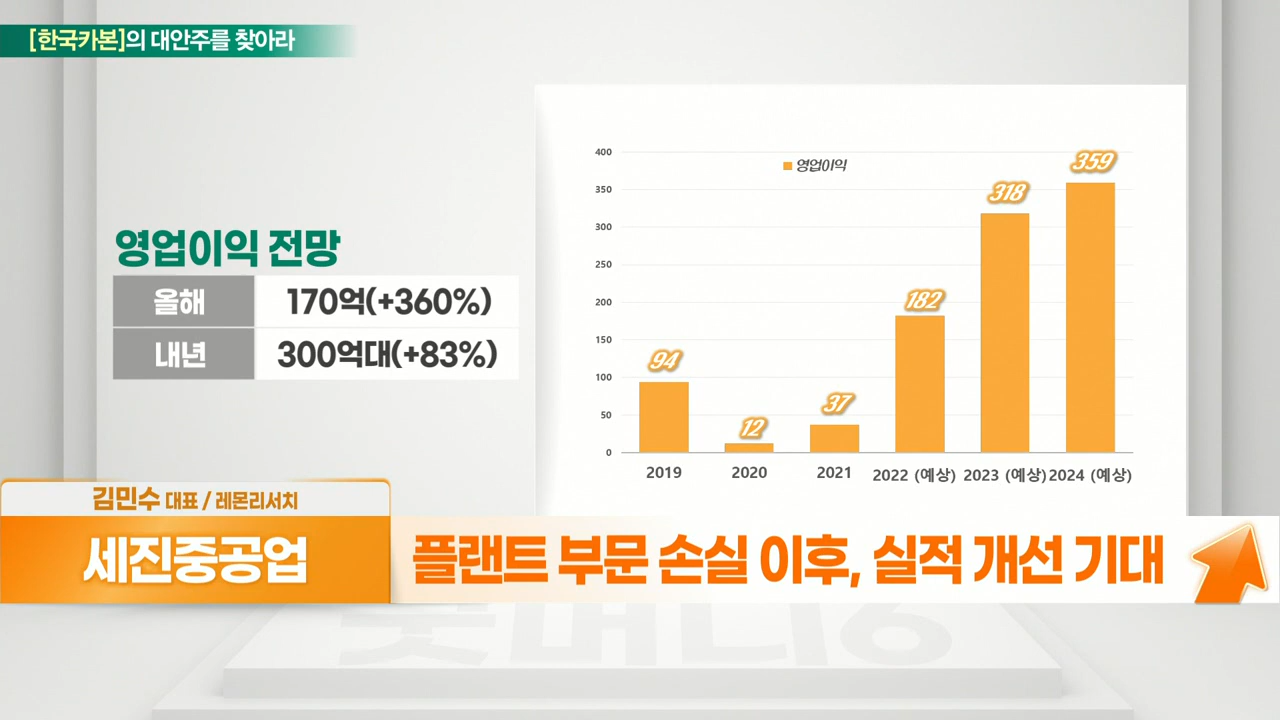 [한국카본]의 대안주를 찾아라
영업이익 전망
올해 170억(+360%)
내년 300억대(+83%)
영업이익
400
350
300
250
200
150
100
50
0
94
12
37
182
318
359
2019 2020 2021 2022 (예상) 2023 (예상) 2024 (예상)
김민수 대표 / 레몬리서치
세진중공업
플랜트 부문 손실 이후, 실적 개선 기대